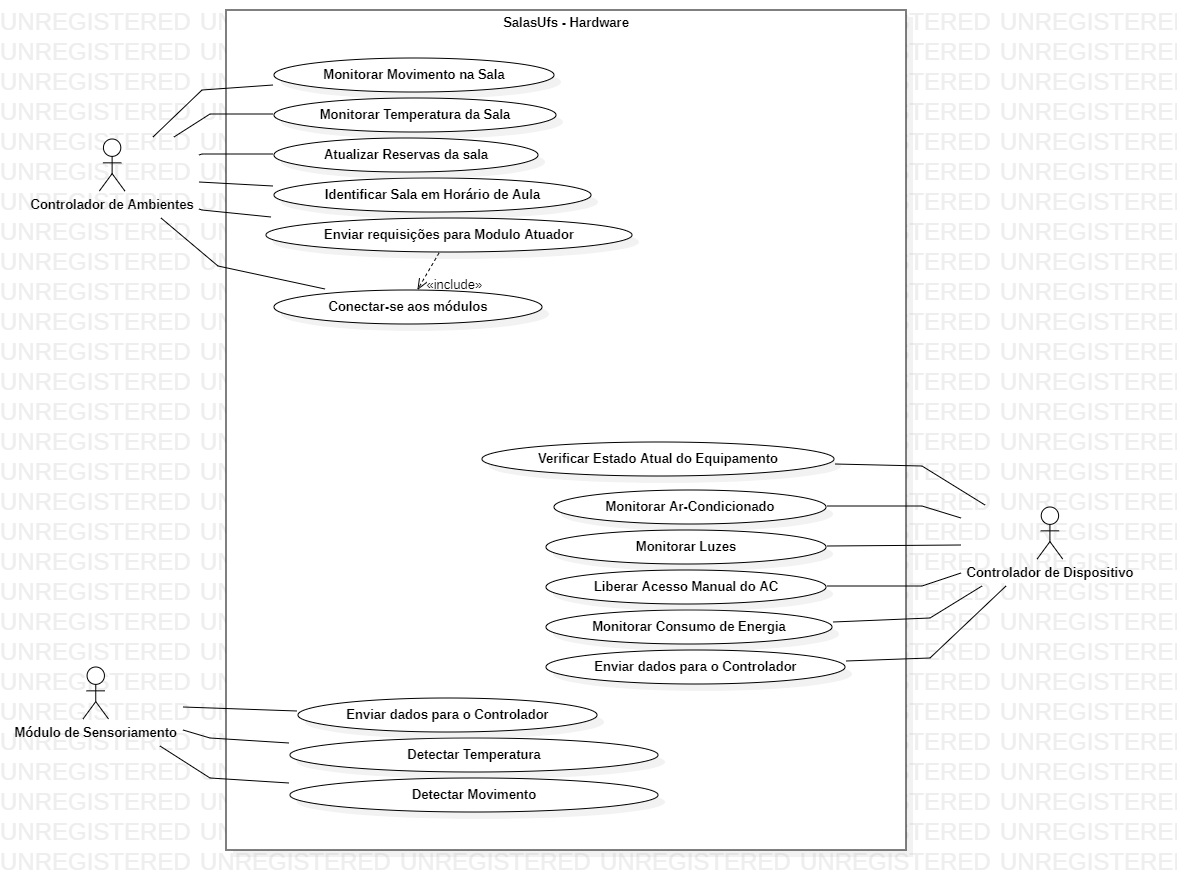 SalasUfs - Hardware
Monitorar Movimento na Sala
Monitorar Temperatura da Sala
Atualizar Reservas da sala
Identificar Sala em Horário de Aula
Controlador de Ambientes
Enviar requisições para Modulo Atuador
«include»
Conectar-se aos módulos
Verificar Estado Atual do Equipamento
Monitorar Ar-Condicionado
Monitorar Luzes
Liberar Acesso Manual do AC
Controlador de Dispositivo
Monitorar Consumo de Energia
Enviar dados para o Controlador
Enviar dados para o Controlador
Módulo de Sensoriamento
Detectar Temperatura
Detectar Movimento
UNREGISTERED UNREGISTERED UNREGISTERED UNREGISTERED UNREGISTERED UNREGISTERED